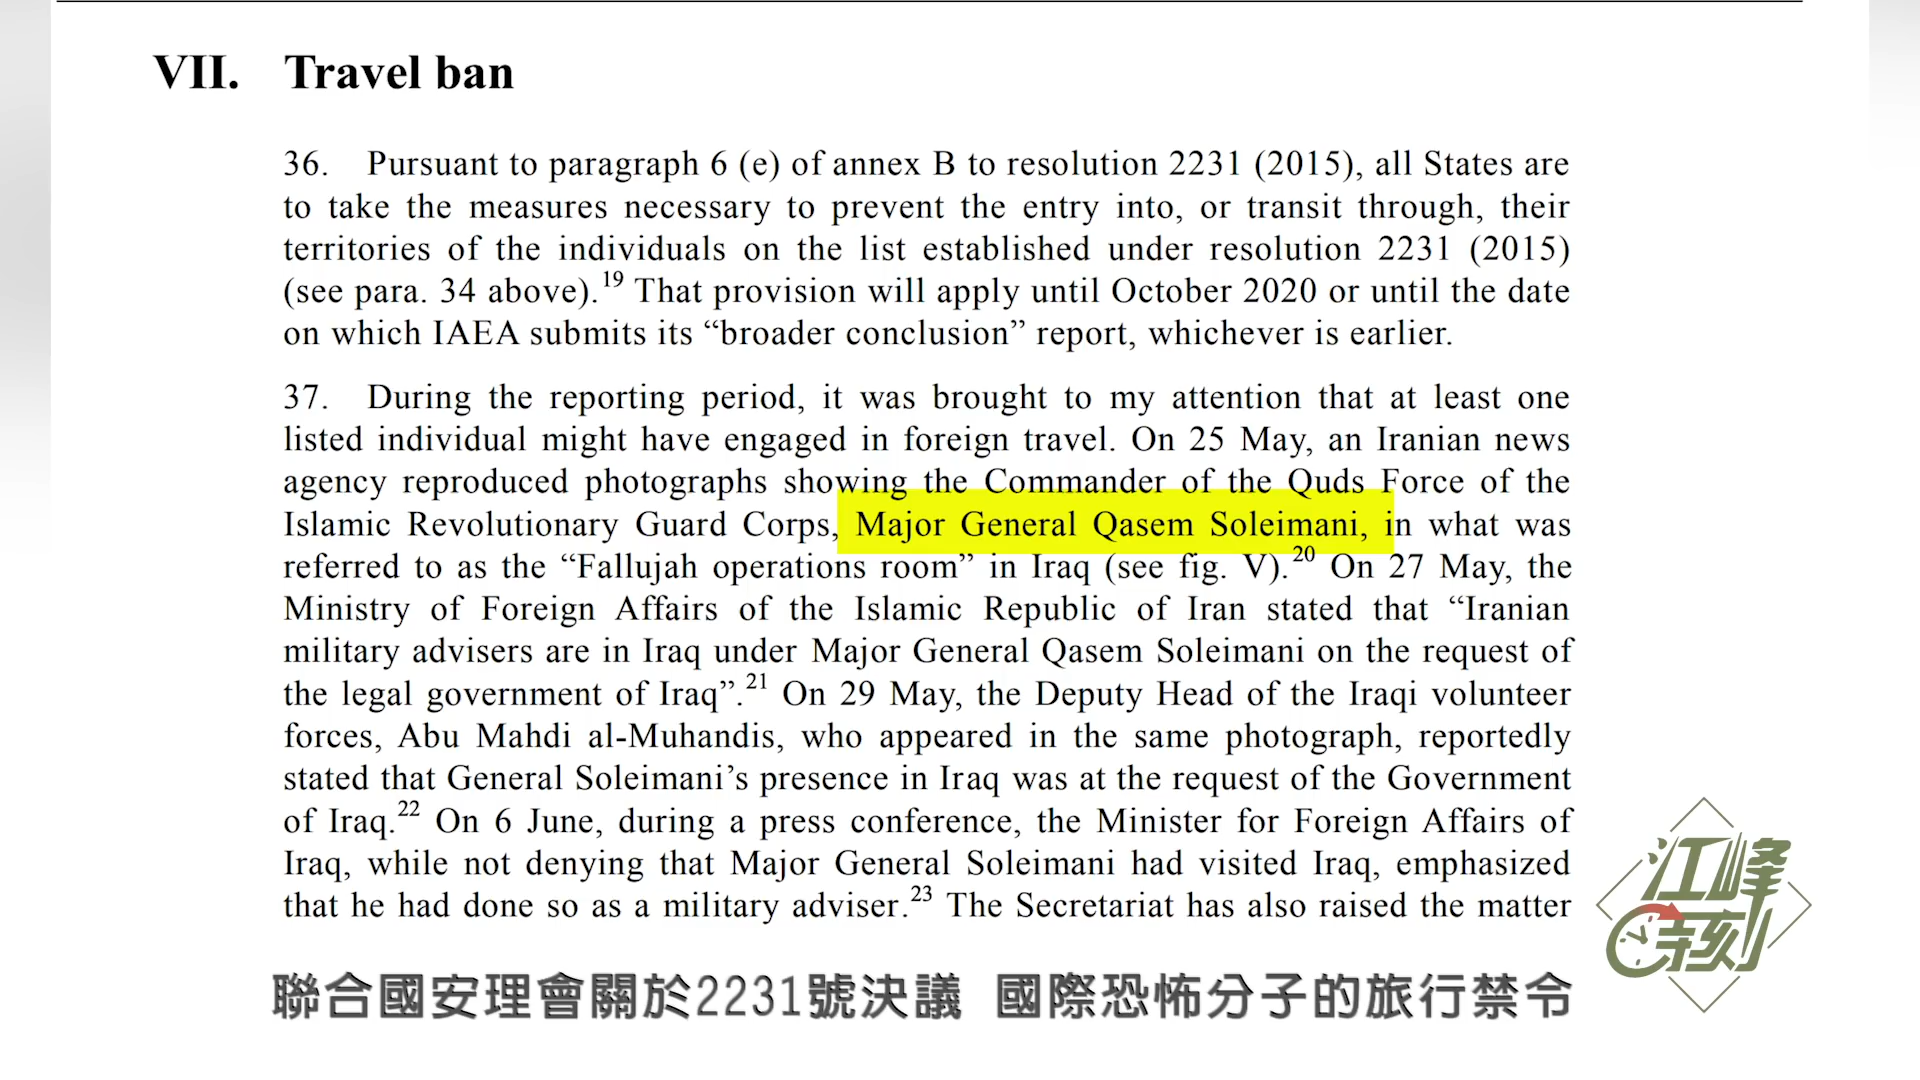 VII. Travel ban
36. Pursuant to paragraph 6 (e) of annex B to resolution 2231 (2015), all States are
to take the measures necessary to prevent the entry into, or transit through, their
territories of the individuals on the list established under resolution 2231 (2015)
(see para. 34 above).19 That provision will apply until October 2020 or until the date
on which IAEA submits its “broader conclusion” report, whichever is earlier.
37. During the reporting period, it was brought to my attention that at least one
listed individual might have engaged in foreign travel. On 25 May, an Iranian news
agency reproduced photographs showing the Commander of the Quds Force of the
Islamic Revolutionary Guard Corps, Major General Qasem Soleimani, in what was
referred to as the “Fallujah operations room” in Iraq (see fig. V).20 On 27 May, the
Ministry of Foreign Affairs of the Islamic Republic of Iran stated that “Iranian
military advisers are in Iraq under Major General Qasem Soleimani on the request of
the legal government of Iraq”.21 On 29 May, the Deputy Head of the Iraqi volunteer
forces, Abu Mahdi al-Muhandis, who appeared in the same photograph, reportedly
stated that General Soleimani’s presence in Iraq was at the request of the Government
of Iraq.22 On 6 June, during a press conference, the Minister for Foreign Affairs of
Iraq, while not denying that Major General Soleimani had visited Iraq, emphasized
that he had done so as a military adviser.23 The Secretariat has also raised the matter
江峰
時刻
聯合國安理會關於2231號決議 國際恐怖分子的旅行禁令